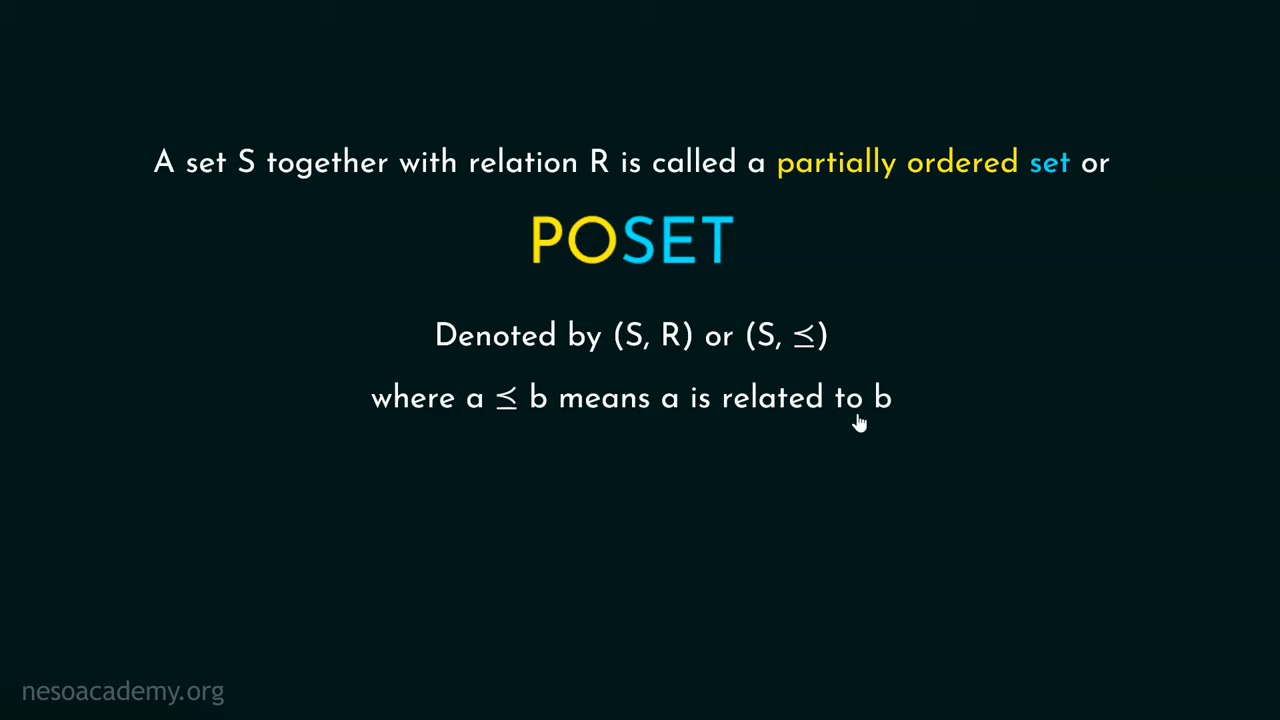 A set S together with relation R is called a partially ordered set or
POSET
Denoted by (S, R) or (S, ⪯)
where a ⪯ b means a is related to b
nesoacademy.org